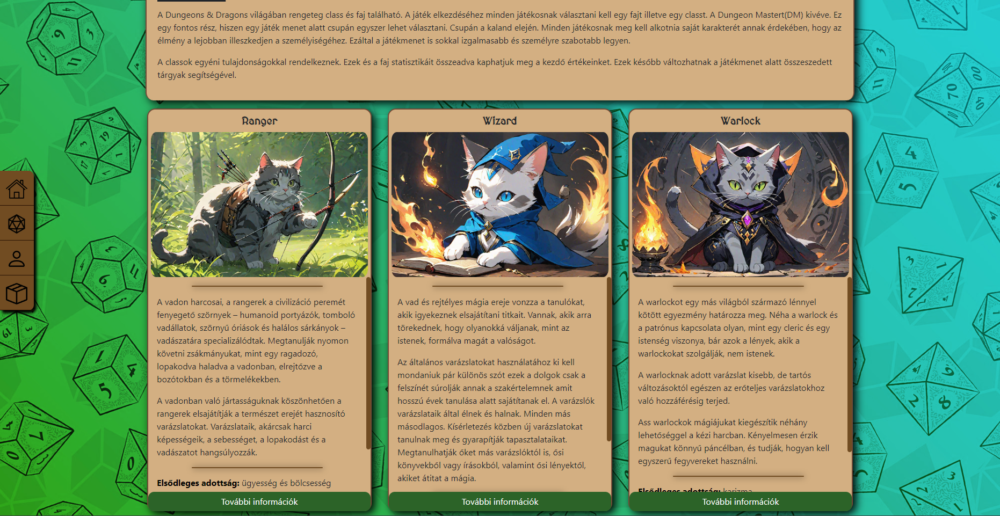 A Dungeons & Dragons világában rengeteg class és faj található. A játék elkezdéséhez minden játékosnak választani kell egy fajt illetve egy classt. A Dungeon Mastert(DM) kivéve. Ez
egy fontos rész, hiszen egy játék menet alatt csupán egyszer lehet választani. Csupán a kaland elején. Minden játékosnak meg kell alkotnia saját karakterét annak érdekében, hogy az
élmény a lejobban illeszkedjen a személyiségéhez. Ezáltal a játékmenet is sokkal izgalmasabb és személyre szabotabb legyen.
A classok egyéni tulajdonságokkal rendelkeznek. Ezek és a faj statisztikáit összeadva kaphatjuk meg a kezdő értékeinket. Ezek később változhatnak a játékmenet alatt összeszedett
tárgyak segítségével.
Ranger
A vadon harcosai, a rangerek a civilizáció peremét
fenyegető szörnyek – humanoid portyázók, tomboló
vadállatok, szörnyű óriások és halálos sárkányok –
vadászatára specializálódtak. Megtanulják nyomon
követni zsákmányukat, mint egy ragadozó,
lopakodva haladva a vadonban, elrejtőzve a
bozótokban és a törmelékekben.
A vadonban való jártasságuknak köszönhetően a
rangerek elsajátítják a természet erejét hasznosító
varázslatokat. Varázslataik, akárcsak harci
képességeik, a sebességet, a lopakodást és a
vadászatot hangsúlyozzák.
Elsődleges adottság: ügyesség és bölcsesség
További információk
Wizard
A vad és rejtélyes mágia ereje vonzza a tanulókat,
akik igyekeznek elsajátítani titkait. Vannak, akik arra
törekednek, hogy olyanokká váljanak, mint az
istenek, formálva magát a valóságot.
Az általános varázslatokat használatához ki kell
mondaniuk pár különös szót ezek a dolgok csak a
felszínét súrolják annak a szakértelemnek amit
hosszú évek tanulása alatt sajátítanak el. A varázslók
varázslataik által élnek és halnak. Minden más
másodlagos. Kísérletezés közben új varázslatokat
tanulnak meg és gyarapítják tapasztalataikat.
Megtanulhatják őket más varázslóktól is, ősi
könyvekből vagy írásokból, valamint ősi lényektől,
akiket átitat a mágia.
További információk
Warlock
A warlockot egy más világból származó lénnyel
kötött egyezmény határozza meg. Néha a warlock és
a patrónus kapcsolata olyan, mint egy cleric és egy
istenség viszonya, bár azok a lények, akik a
warlockokat szolgálják, nem istenek.
A warlocknak adott varázslat kisebb, de tartós
változásoktól egészen az erőteljes varázslatokhoz
való hozzáférésig terjed.
Ass warlockok mágiájukat kiegészítik néhány
lehetőséggel a kézi harcban. Kényelmesen érzik
magukat könnyű páncélban, és tudják, hogyan kell
egyszerű fegyvereket használni.
Elsődleges adottság: karizma
További információk